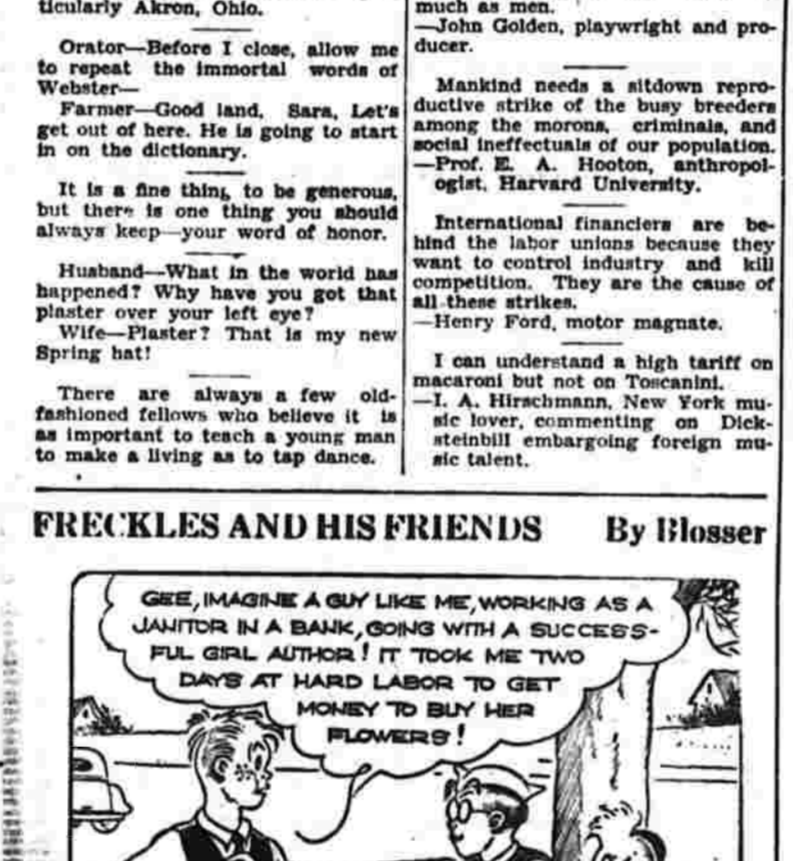 ticularly Akron, Ohio.
Orator—Before I close, allow me
to repeat the immortal words of
Webster—
Farmer—Good land, Sara, Let's
get out of here. He is going to start
in on the dictionary.
It is a fine thing to be generous,
but there is one thing you should
always keep—your word of honor.
Husband—What in the world has
happened? Why have you got that
plaster over your left eye?
Wife—Plaster? That is my new
Spring hat!
There are always a few old-
fashioned fellows who believe it is
as important to teach a young man
to make a living as to tap dance.
much as men.
—John Golden, playwright and pro-
ducer.
Mankind needs a sitdown repro-
ductive strike of the busy breeders
among the morons, criminals, and
social ineffectuals of our population.
—Prof. E. A. Hooton, anthropol-
ogist, Harvard University.
International financiers are be-
hind the labor unions because they
want to control industry and kill
competition. They are the cause of
all these strikes.
—Henry Ford, motor magnate.
I can understand a high tariff on
macaroni but not on Toscanini.
—I. A. Hirschmann, New York mu-
sic lover, commenting on Dick-
steinbill embargoing foreign mu-
sic talent.
FRECKLES AND HIS FRIENDS By Blosser
GEE, IMAGINE A GUY LIKE ME, WORKING AS A
JANITOR IN A BANK, GOING WITH A SUCCESS-
FUL GIRL AUTHOR! IT TOOK ME TWO
DAYS AT HARD LABOR TO GET
MONEY TO BUY HER
FLOWERS!